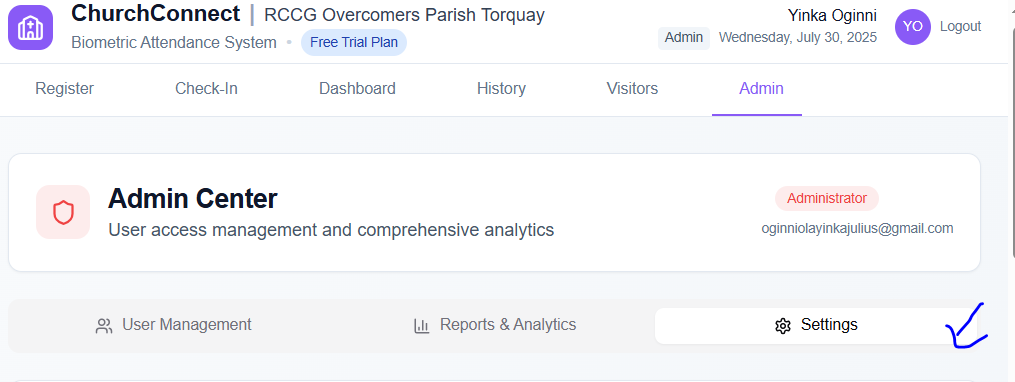 ChurchConnect | RCCG Overcomers Parish Torquay
Biometric Attendance System • Free Trial Plan
Yinka Oginni
Admin Wednesday, July 30, 2025
YO Logout
Register Check-In Dashboard History Visitors Admin
Admin Center
User access management and comprehensive analytics
Administrator
oginniolayinkajulius@gmail.com
User Management Reports & Analytics Settings